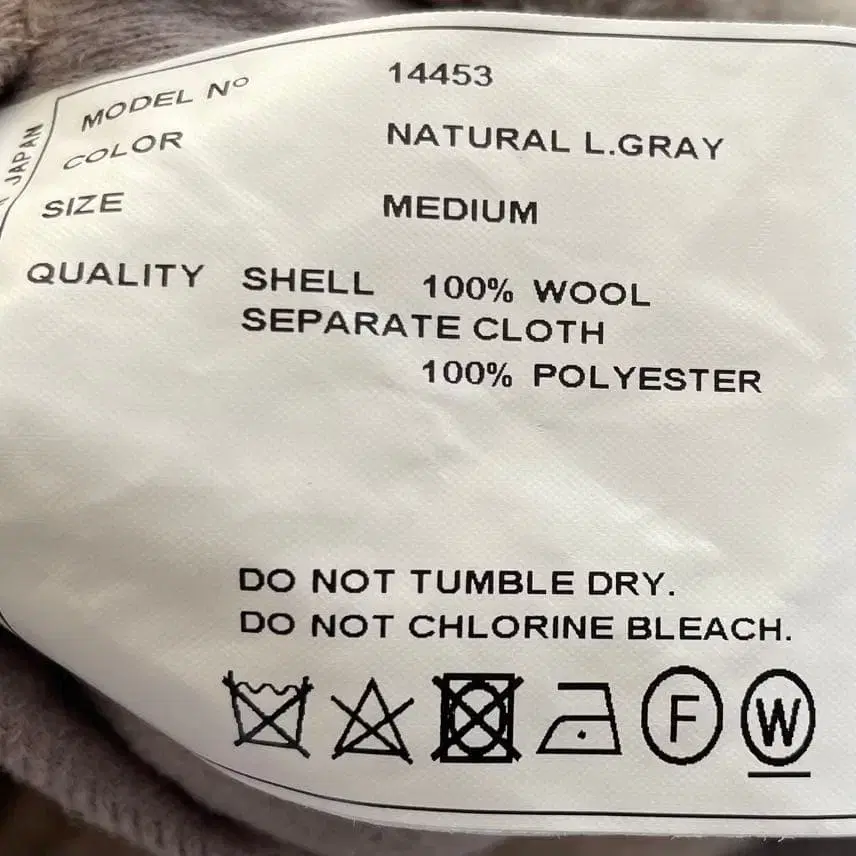 JAPAN
MODEL Nº 14453
COLOR NATURAL L.GRAY
SIZE MEDIUM
QUALITY SHELL 100% WOOL
SEPARATE CLOTH
100% POLYESTER
DO NOT TUMBLE DRY.
DO NOT CHLORINE BLEACH.
F W